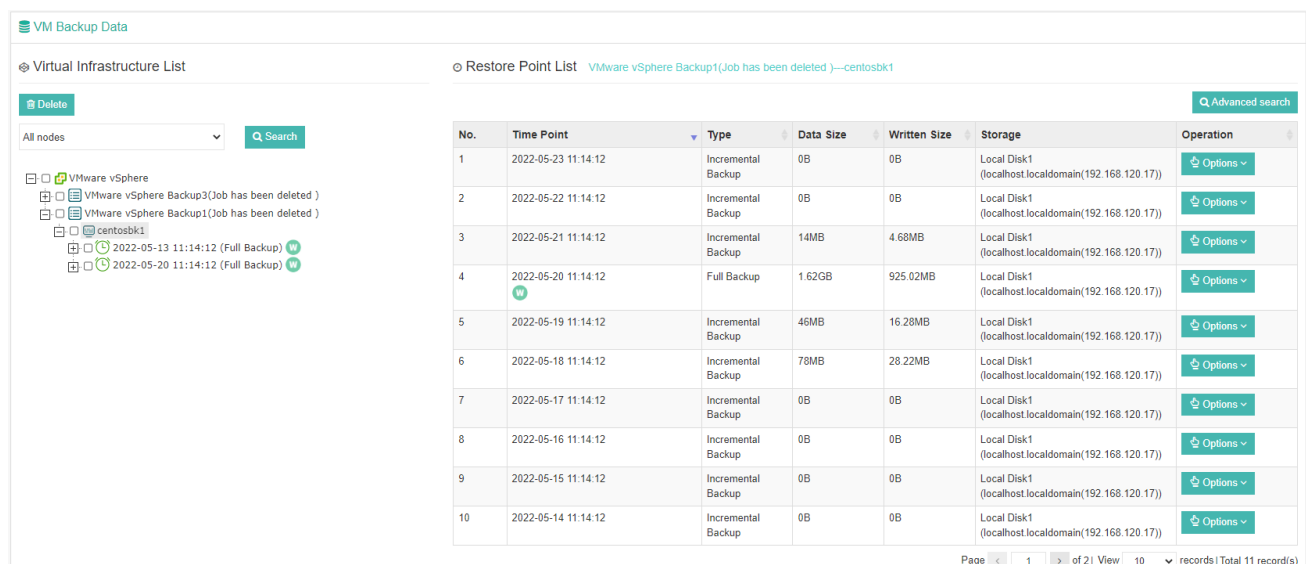 VM Backup Data
Virtual Infrastructure List
Delete
All nodes
Search
VMware vSphere
VMware vSphere Backup3(Job has been deleted )
VMware vSphere Backup1(Job has been deleted )
centosbk1
2022-05-13 11:14:12 (Full Backup) W
2022-05-20 11:14:12 (Full Backup) W
Restore Point List VMware vSphere Backup1(Job has been deleted )---centosbk1
Advanced search
No. Time Point Type Data Size Written Size Storage Operation
1 2022-05-23 11:14:12 Incremental 0B 0B Local Disk1 Options
Backup (localhost.localdomain(192.168.120.17))
2 2022-05-22 11:14:12 Incremental 0B 0B Local Disk1 Options
Backup (localhost.localdomain(192.168.120.17))
3 2022-05-21 11:14:12 Incremental 14MB 4.68MB Local Disk1 Options
Backup (localhost.localdomain(192.168.120.17))
4 2022-05-20 11:14:12 Full Backup 1.62GB 925.02MB Local Disk1 Options
W (localhost.localdomain(192.168.120.17))
5 2022-05-19 11:14:12 Incremental 46MB 16.28MB Local Disk1 Options
Backup (localhost.localdomain(192.168.120.17))
6 2022-05-18 11:14:12 Incremental 78MB 28.22MB Local Disk1 Options
Backup (localhost.localdomain(192.168.120.17))
7 2022-05-17 11:14:12 Incremental 0B 0B Local Disk1 Options
Backup (localhost.localdomain(192.168.120.17))
8 2022-05-16 11:14:12 Incremental 0B 0B Local Disk1 Options
Backup (localhost.localdomain(192.168.120.17))
9 2022-05-15 11:14:12 Incremental 0B 0B Local Disk1 Options
Backup (localhost.localdomain(192.168.120.17))
10 2022-05-14 11:14:12 Incremental 0B 0B Local Disk1 Options
Backup (localhost.localdomain(192.168.120.17))
Page < 1 > of 2 | View 10 records | Total 11 record(s)